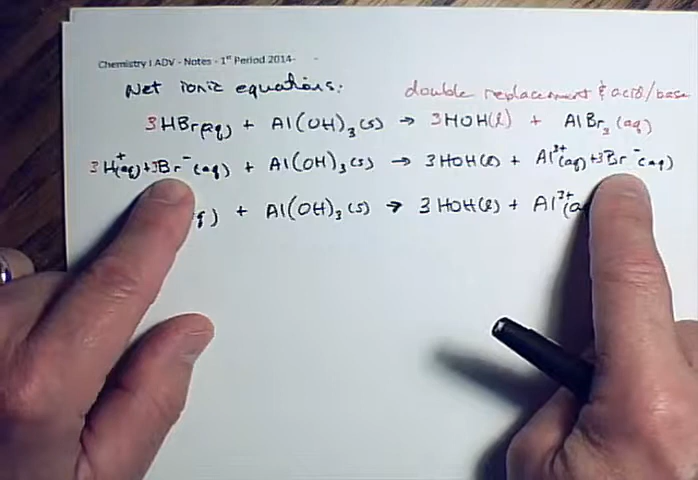 Chemistry I ADV - Notes - 1st Period 2014-
Net ionic equations:
double replacement & acid/base
3HBr(aq) + Al(OH)₃(s) → 3HOH(l) + AlBr₃(aq)
3H⁺(aq)+3Br⁻(aq) + Al(OH)₃(s) → 3HOH(l) + Al³⁺(aq)+3Br⁻(aq)
q) + Al(OH)₃(s) → 3HOH(l) + Al³⁺(a